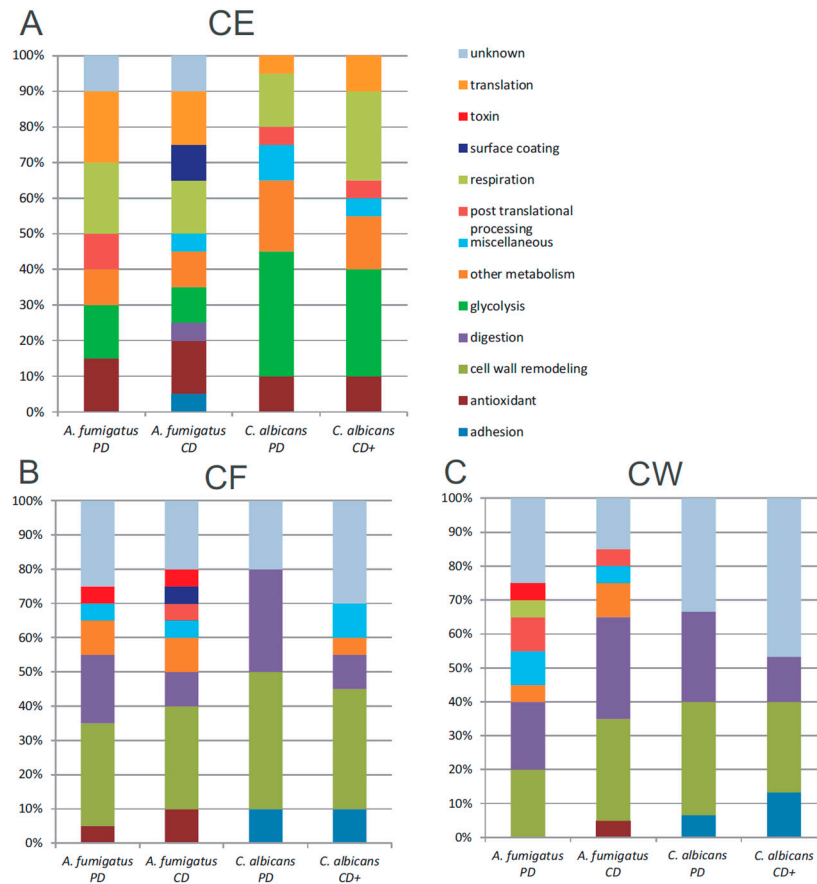 A
CE
100%
90%
80%
70%
60%
50%
40%
30%
20%
10%
0%
A. fumigatus
PD
A. fumigatus
CD
C. albicans
PD
C. albicans
CD+
unknown
translation
toxin
surface coating
respiration
post translational
processing
miscellaneous
other metabolism
glycolysis
digestion
cell wall remodeling
antioxidant
adhesion
B
CF
100%
90%
80%
70%
60%
50%
40%
30%
20%
10%
0%
A. fumigatus
PD
A. fumigatus
CD
C. albicans
PD
C. albicans
CD+
C
CW
100%
90%
80%
70%
60%
50%
40%
30%
20%
10%
0%
A. fumigatus
PD
A. fumigatus
CD
C. albicans
PD
C. albicans
CD+